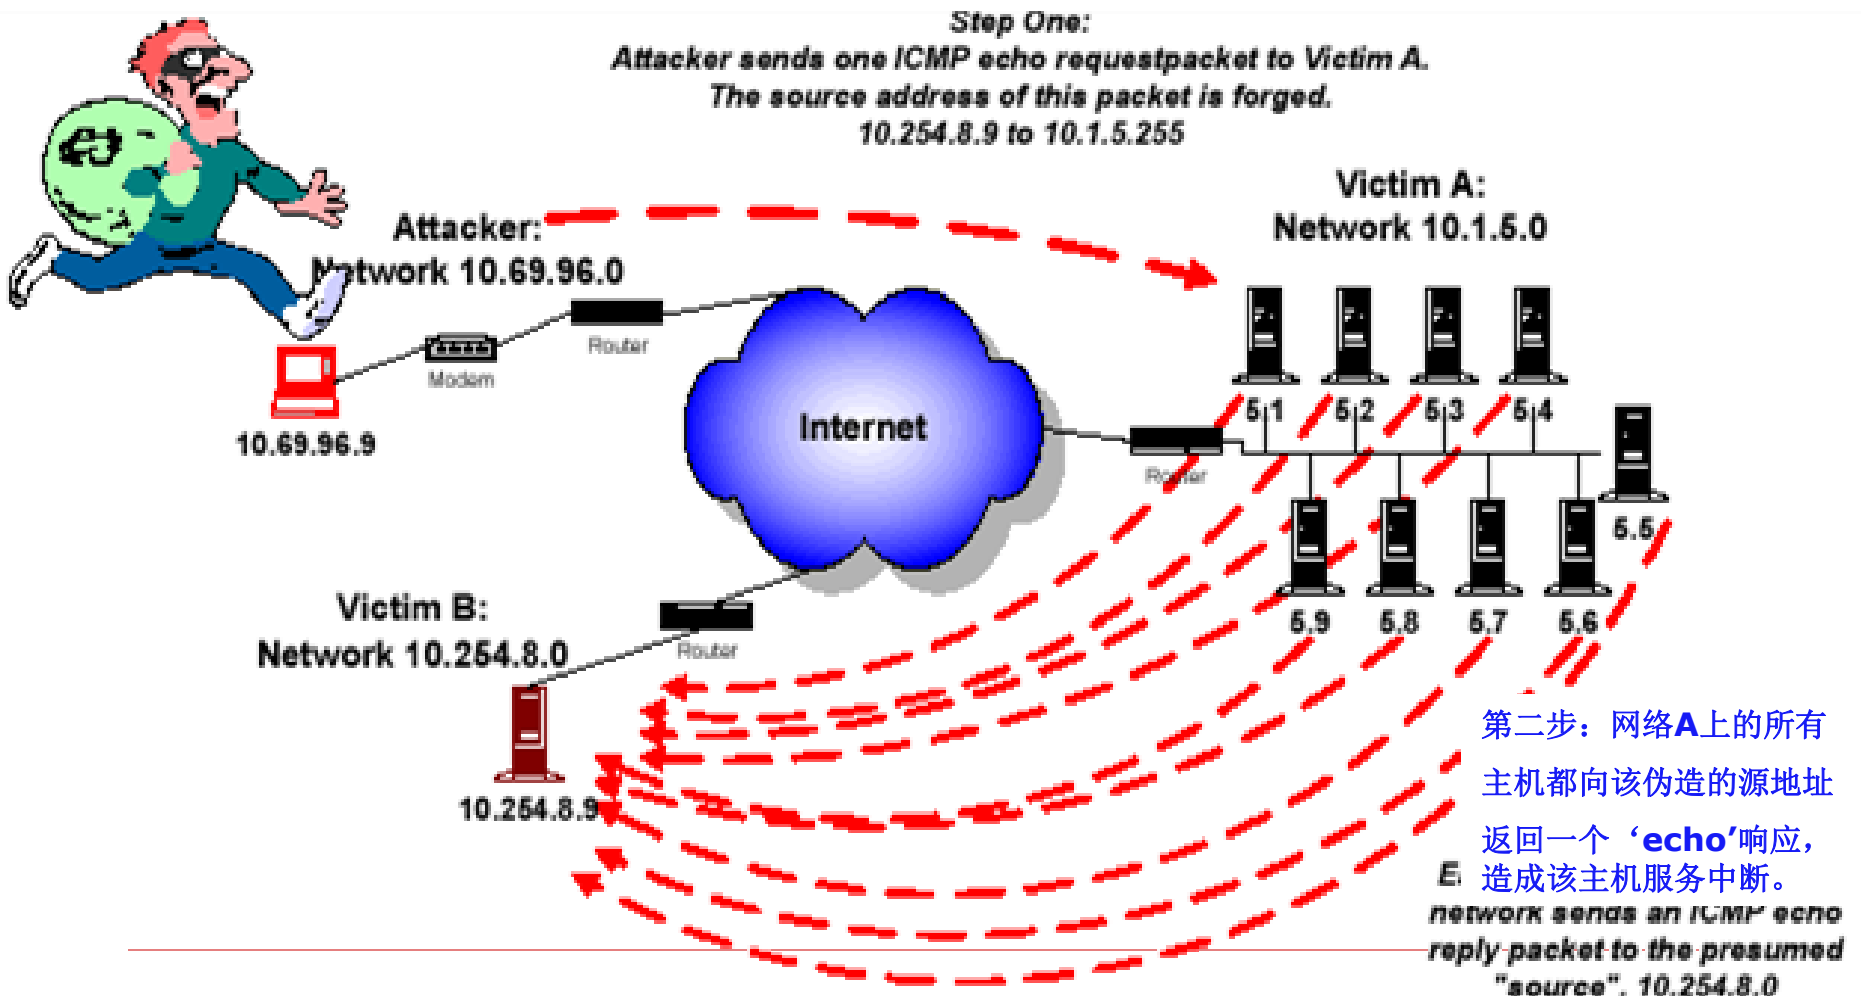 Step One:
Attacker sends one ICMP echo requestpacket to Victim A.
The source address of this packet is forged.
10.254.8.9 to 10.1.5.255
Victim A:
Network 10.1.5.0
Attacker:
Network 10.69.96.0
Router
Modem
10.69.96.9
Internet
Router
5.1
5.2
5.3
5.4
5.5
5.9
5.8
5.7
5.6
Victim B:
Network 10.254.8.0
Router
10.254.8.9
第二步：网络A上的所有
主机都向该伪造的源地址
返回一个‘echo’响应，
造成该主机服务中断。
network sends an ICMP echo
reply packet to the presumed
"source", 10.254.8.0